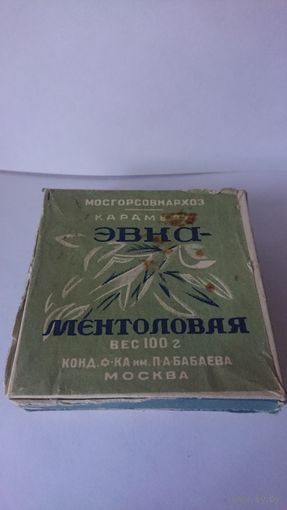 МОСГОРСОВНАРХОЗ
КАРАМЕЛЬ
ЭВКА-
МЕНТОЛОВАЯ
ВЕС 100 г
КОНД. Ф-КА ИМ. П·А·БАБАЕВА
МОСКВА